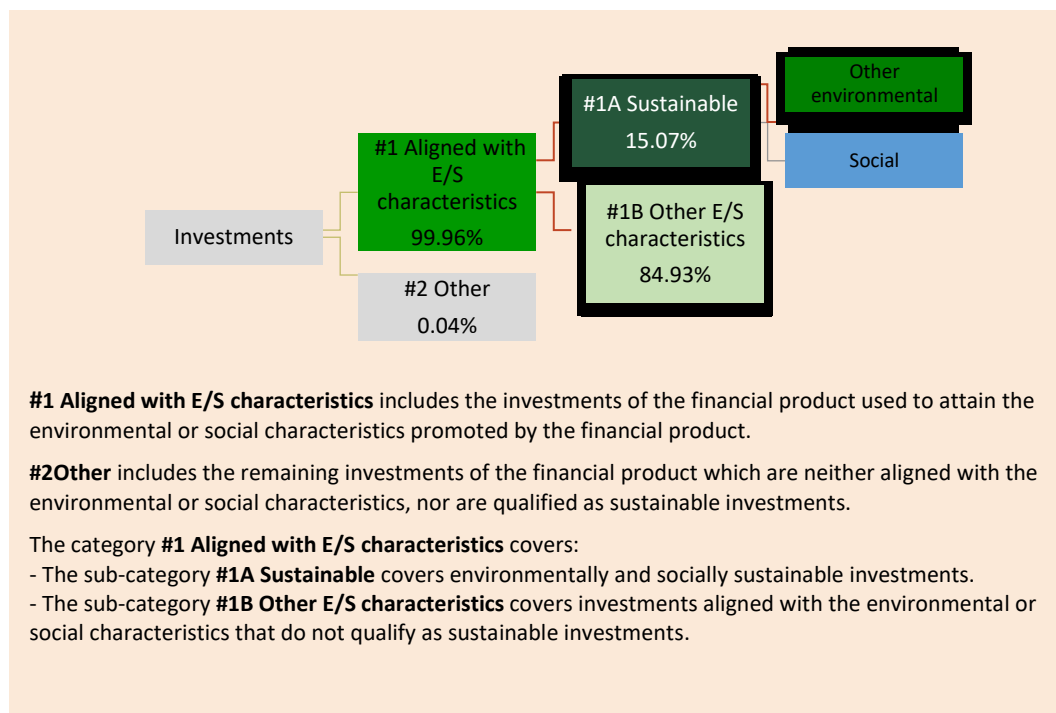 Investments
#1 Aligned with
E/S
characteristics
99.96%
#2 Other
0.04%
#1A Sustainable
15.07%
#1B Other E/S
characteristics
84.93%
Other
environmental
Social
#1 Aligned with E/S characteristics includes the investments of the financial product used to attain the
environmental or social characteristics promoted by the financial product.
#2Other includes the remaining investments of the financial product which are neither aligned with the
environmental or social characteristics, nor are qualified as sustainable investments.
The category #1 Aligned with E/S characteristics covers:
- The sub-category #1A Sustainable covers environmentally and socially sustainable investments.
- The sub-category #1B Other E/S characteristics covers investments aligned with the environmental or
social characteristics that do not qualify as sustainable investments.